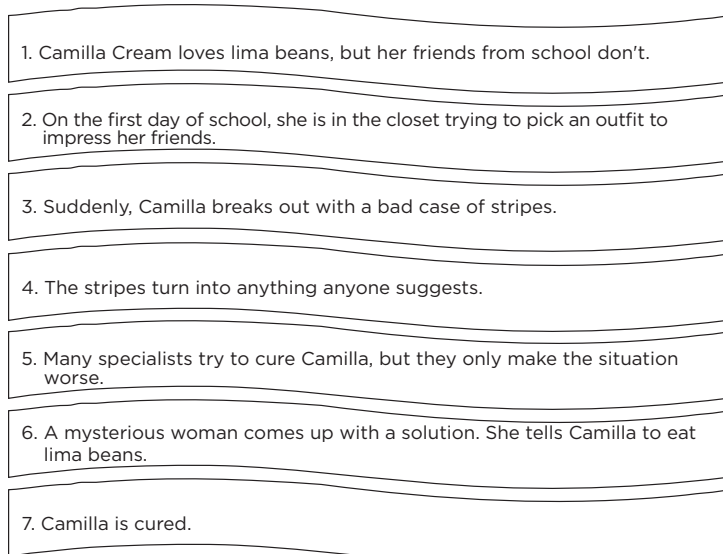 1. Camilla Cream loves lima beans, but her friends from school don't.
2. On the first day of school, she is in the closet trying to pick an outfit to
impress her friends.
3. Suddenly, Camilla breaks out with a bad case of stripes.
4. The stripes turn into anything anyone suggests.
5. Many specialists try to cure Camilla, but they only make the situation
worse.
6. A mysterious woman comes up with a solution. She tells Camilla to eat
lima beans.
7. Camilla is cured.